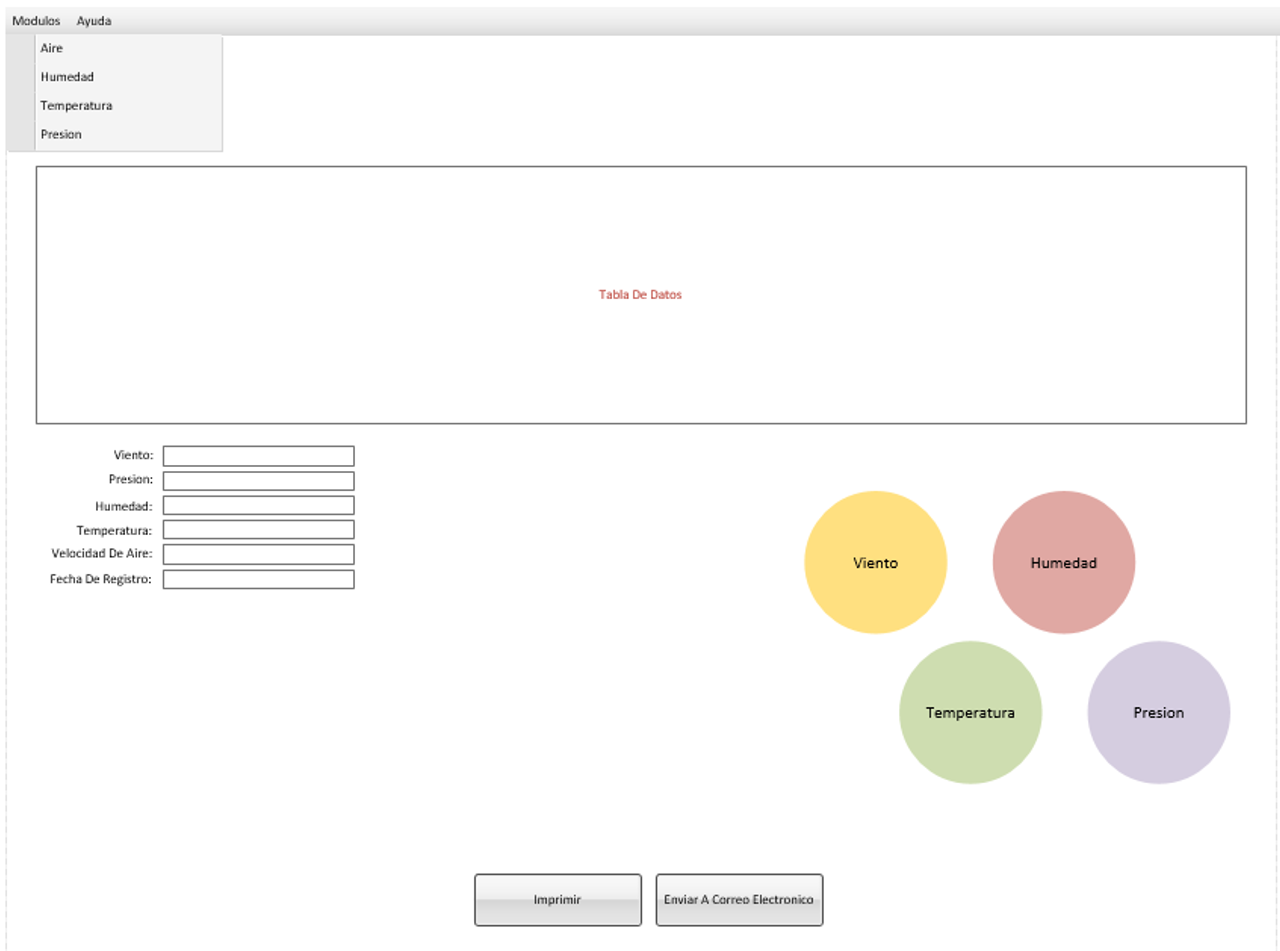 Modulos Ayuda
Aire
Humedad
Temperatura
Presion
Tabla De Datos
Viento:
Presion:
Humedad:
Temperatura:
Velocidad De Aire:
Fecha De Registro:
Viento
Humedad
Temperatura
Presion
Imprimir
Enviar A Correo Electronico